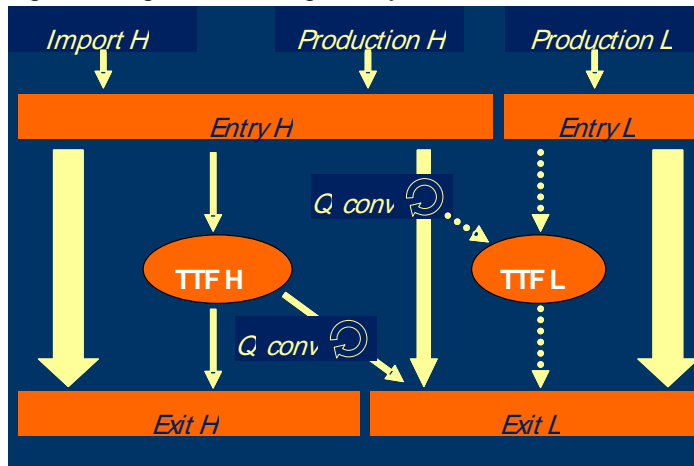 Import H
Production H
Production L
Entry H
Entry L
Q conv
TTF H
TTF L
Q conv
Exit H
Exit L